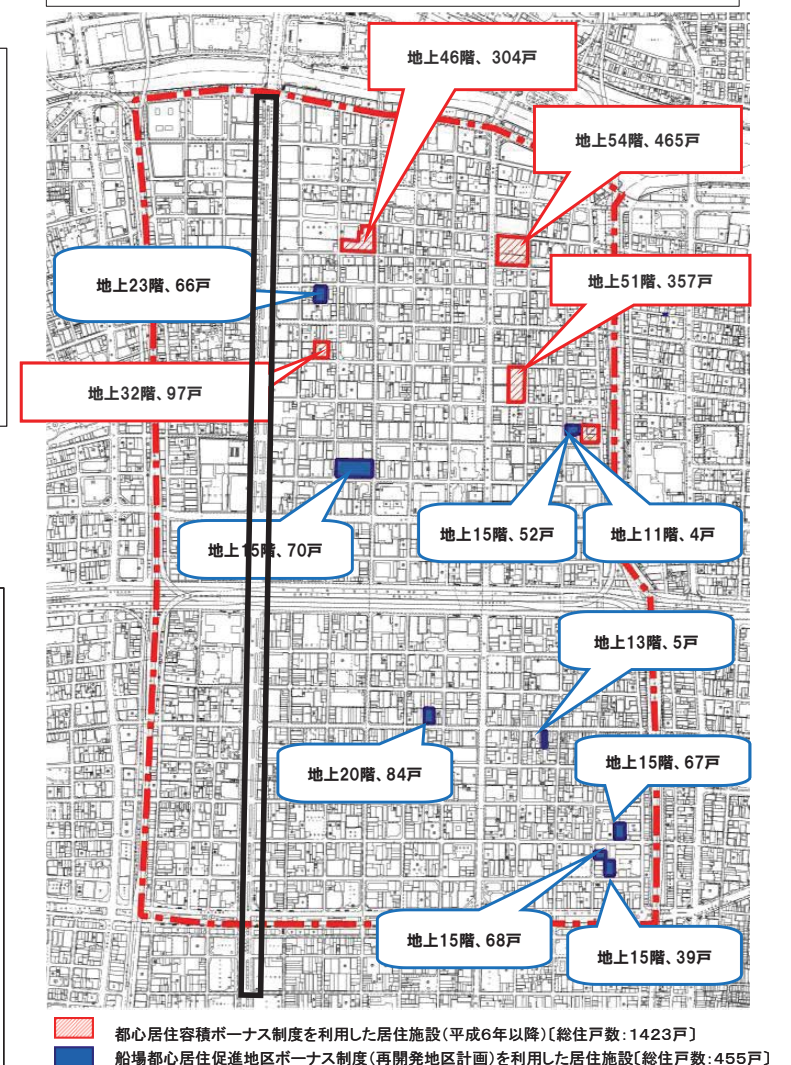 地上46階、304戸
地上54階、465戸
地上51階、357戸
地上23階、66戸
地上32階、97戸
地上15階、70戸
地上15階、52戸
地上11階、4戸
地上13階、5戸
地上15階、67戸
地上20階、84戸
地上15階、68戸
地上15階、39戸
都心居住容積ボーナス制度を利用した居住施設(平成6年以降)〔総住戸数:1423戸〕
船場都心居住促進地区ボーナス制度(再開発地区計画)を利用した居住施設〔総住戸数:455戸〕